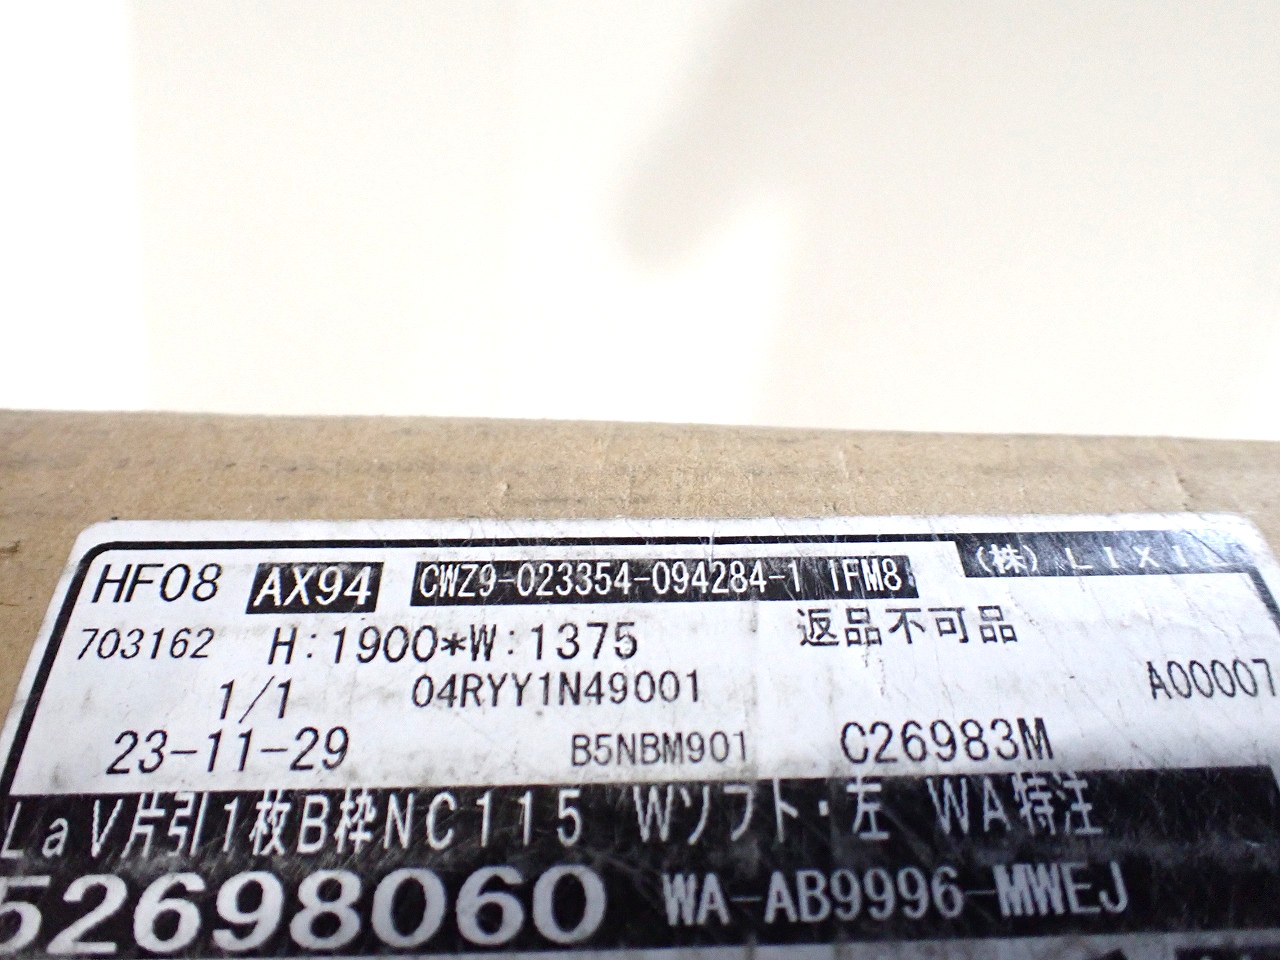 HF08 AX94 CWZ9-023354-094284-1 1FM8 (株) LIXIL
703162 H:1900*W:1375 返品不可品
1/1 04RYY1N49001 A00007
23-11-29 B5NBM901 C26983M
LaV片引1枚B枠NC115 Wソフト・左 WA特注
52698060 WA-AB9996-MWEJ